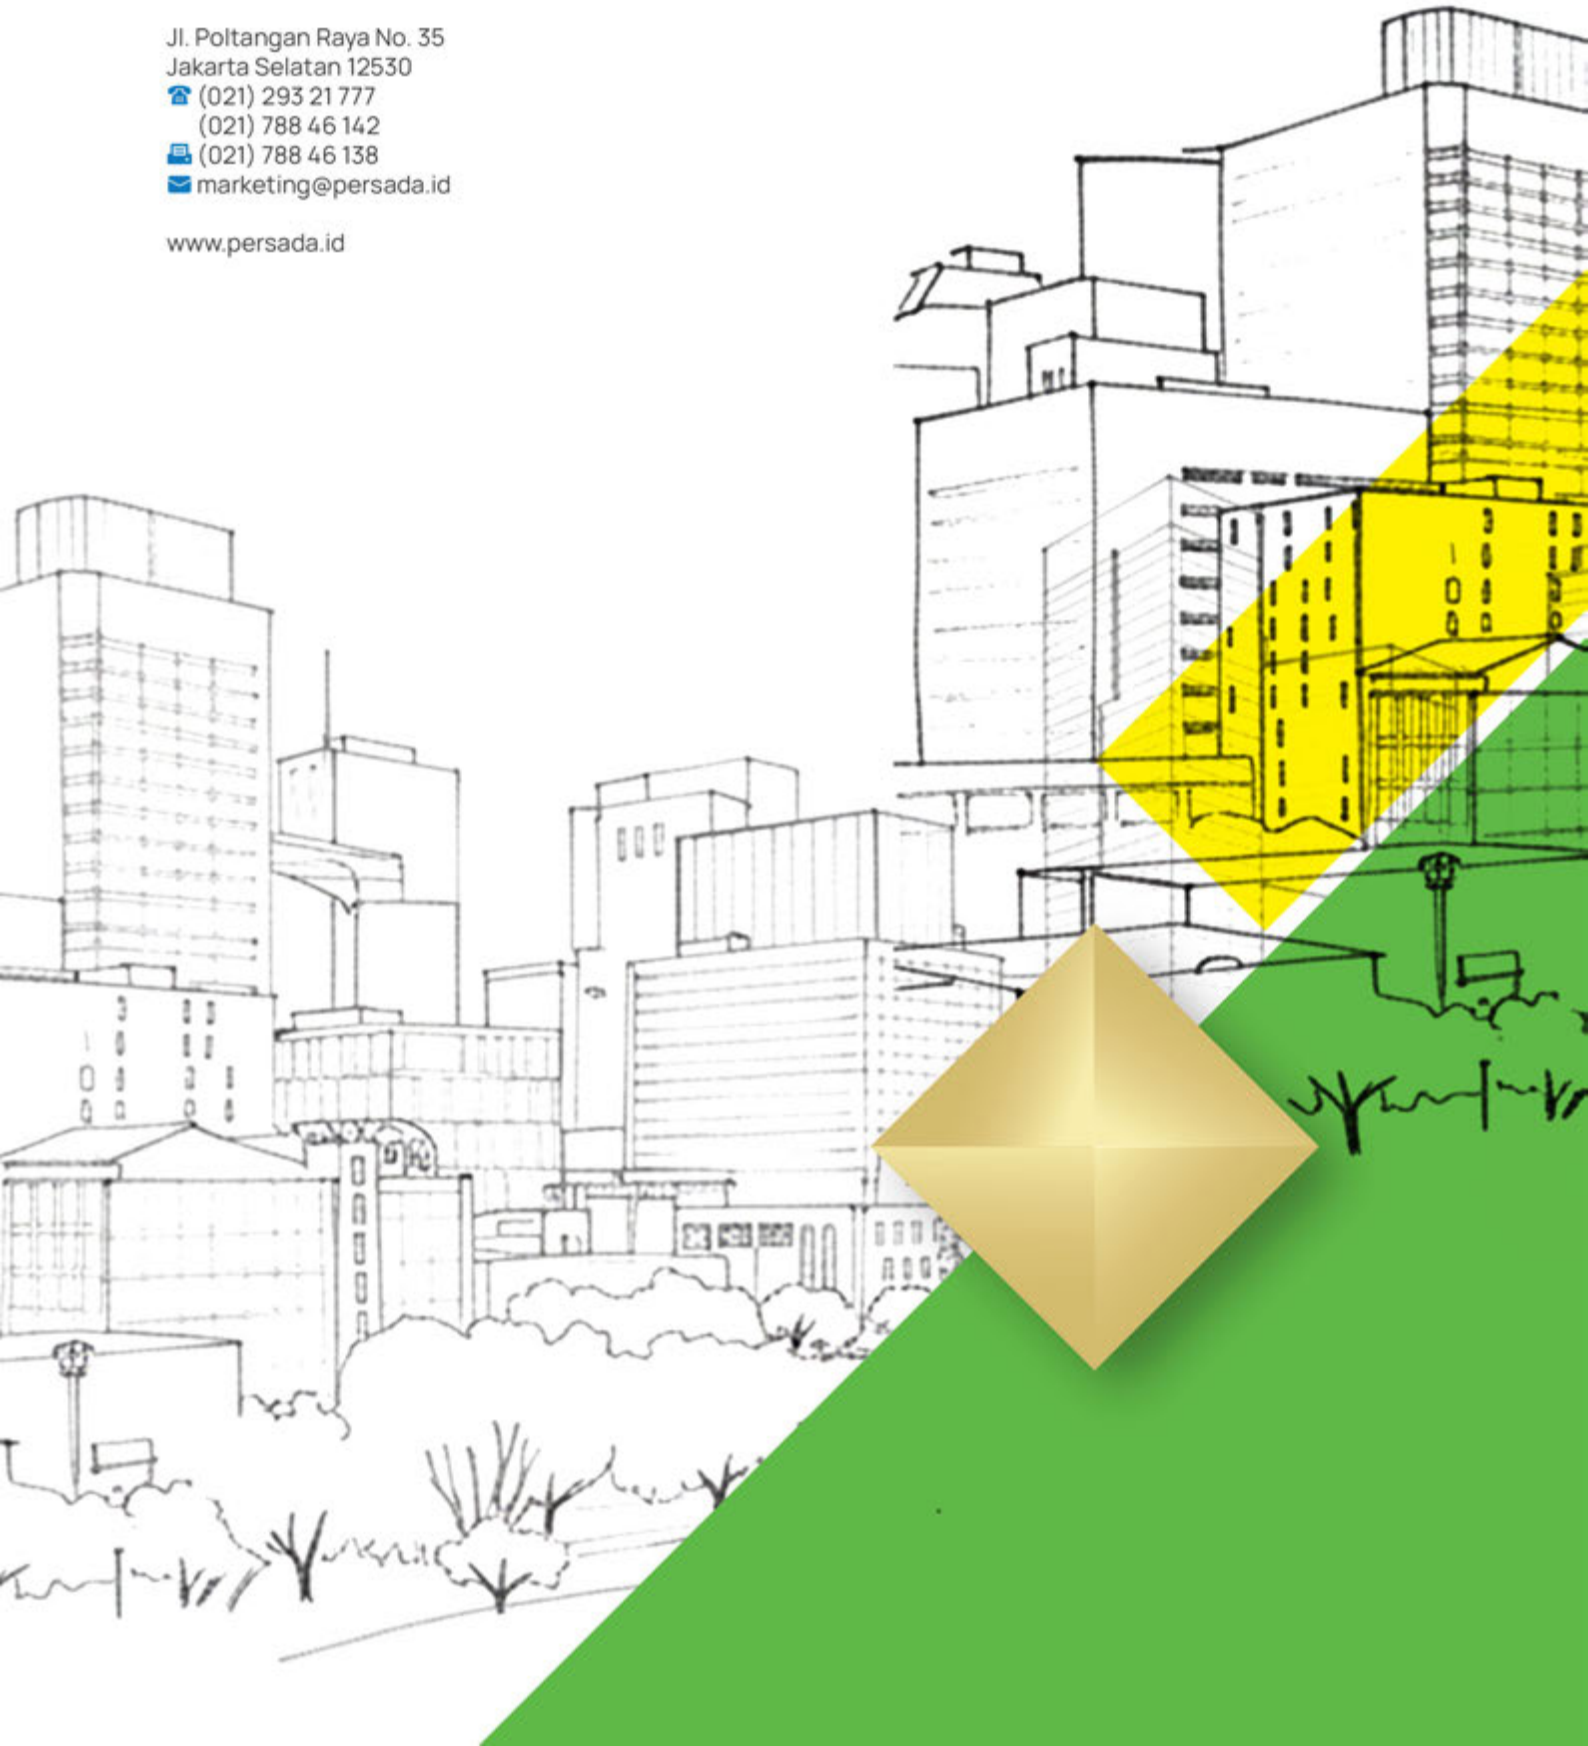 Jl. Poltangan Raya No. 35
Jakarta Selatan 12530
(021) 293 21 777
(021) 788 46 142
(021) 788 46 138
marketing@persada.id
www.persada.id